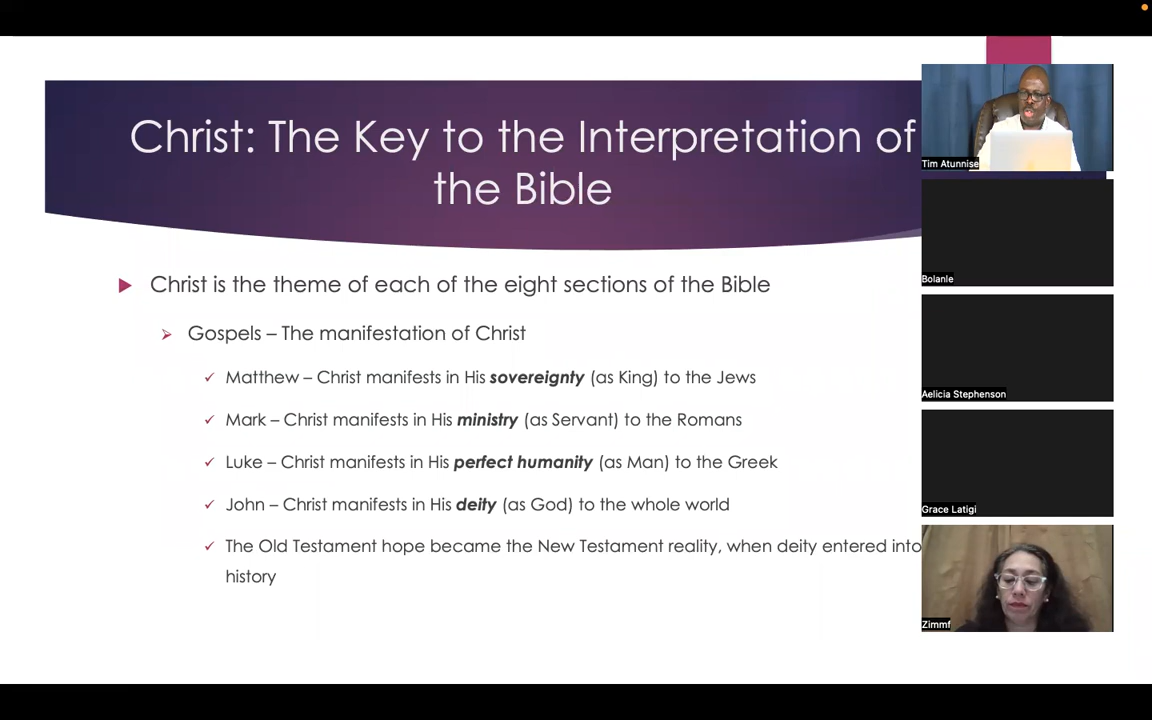 Christ: The Key to the Interpretation of
the Bible
Christ is the theme of each of the eight sections of the Bible
Gospels – The manifestation of Christ
Matthew – Christ manifests in His sovereignty (as King) to the Jews
Mark – Christ manifests in His ministry (as Servant) to the Romans
Luke – Christ manifests in His perfect humanity (as Man) to the Greek
John – Christ manifests in His deity (as God) to the whole world
The Old Testament hope became the New Testament reality, when deity entered into
history
Tim Atunnise
Bolanle
Aelicia Stephenson
Grace Latigi
Zimmf